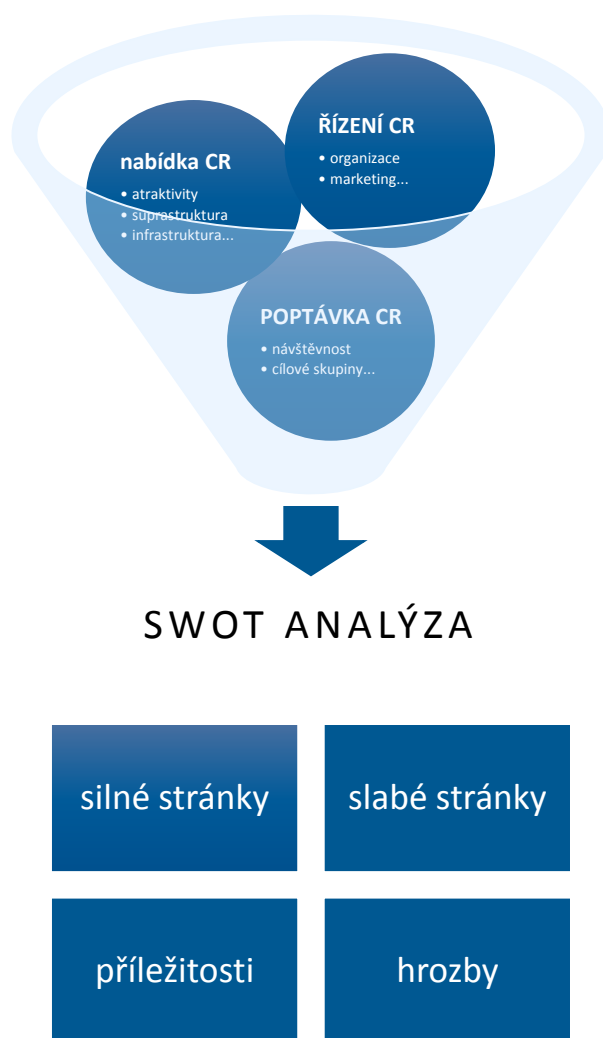 ŘÍZENÍ CR
• organizace
• marketing...
nabídka CR
• atraktivity
• suprastruktura
• infrastruktura...
POPTÁVKA CR
• návštěvnost
• cílové skupiny...
SWOT ANALÝZA
silné stránky
slabé stránky
příležitosti
hrozby